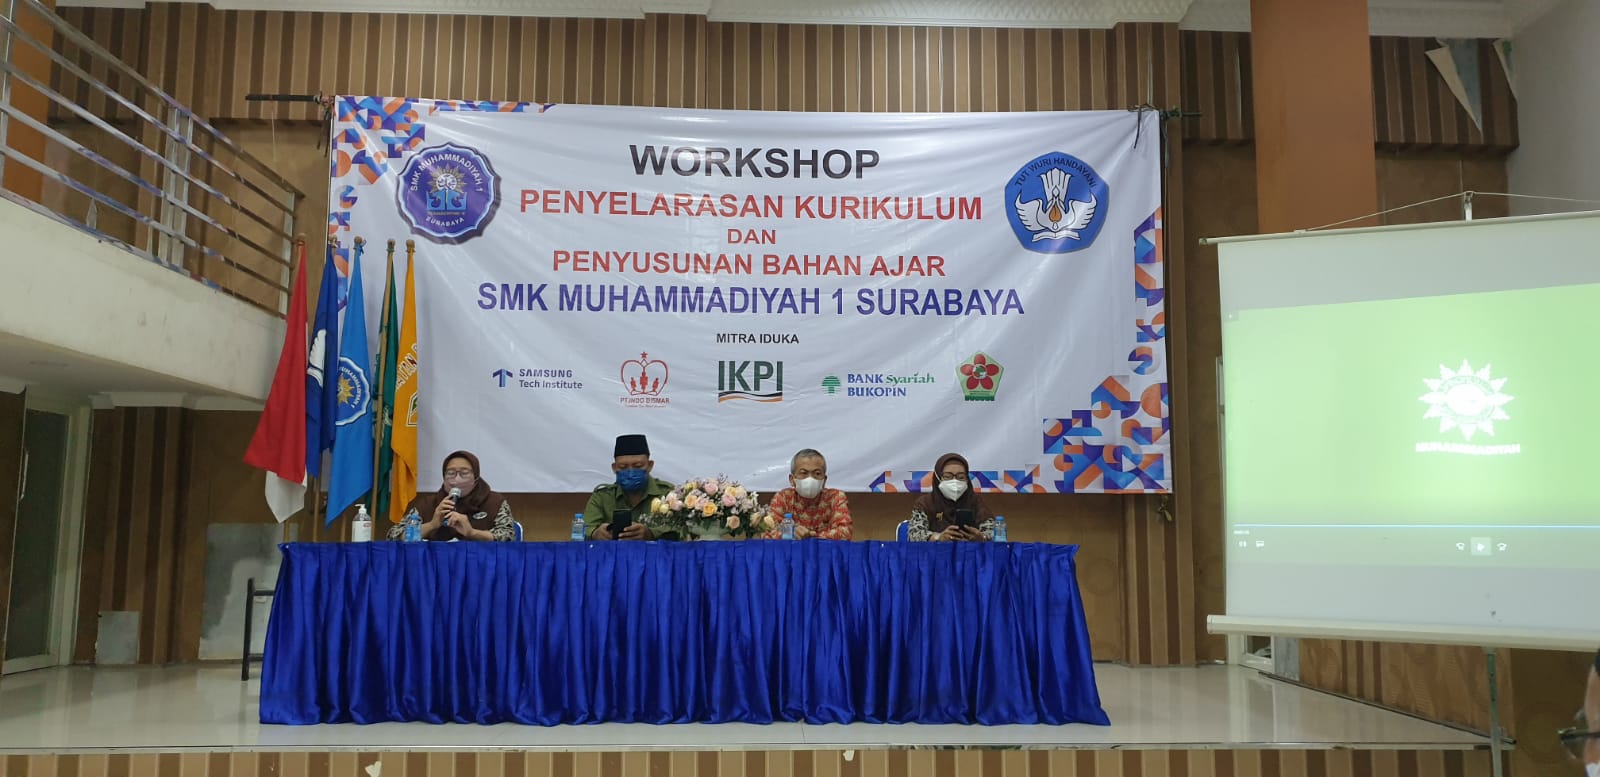 WORKSHOP
PENYELARASAN KURIKULUM
DAN
PENYUSUNAN BAHAN AJAR
SMK MUHAMMADIYAH 1 SURABAYA
MITRA IDUKA
SMK MUHAMMADIYAH 1
SURABAYA
TUT WURI HANDAYANI
SAMSUNG
Tech Institute
PT.INDO BISMAR
IKPI
BANK Syariah
BUKOPIN
MUHAMMADIYAH